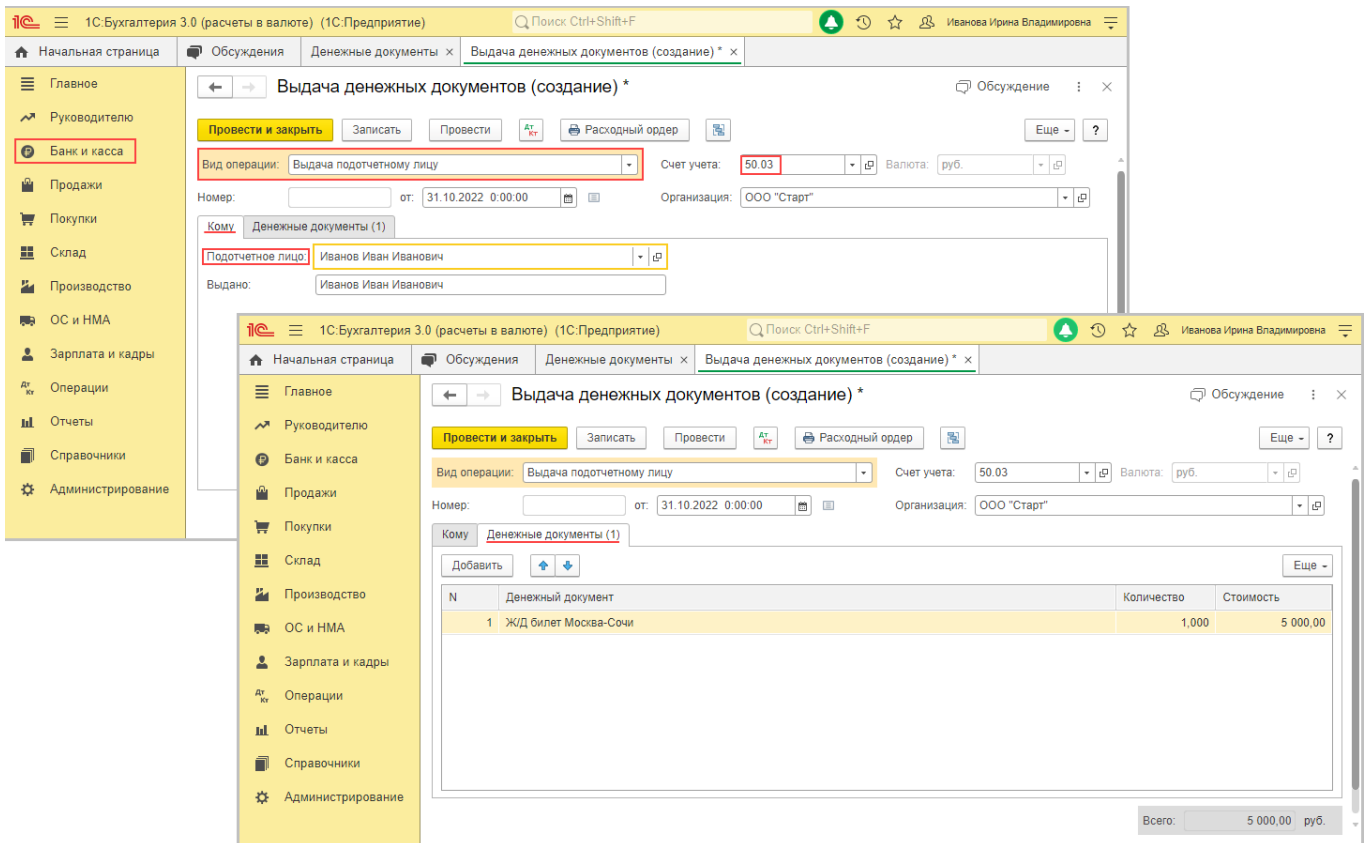 1С:Бухгалтерия 3.0 (расчеты в валюте) (1С:Предприятие) Поиск Ctrl+Shift+F Иванова Ирина Владимировна
Начальная страница Обсуждения Денежные документы × Выдача денежных документов (создание) * ×
Главное
Руководителю
Банк и касса
Продажи
Покупки
Склад
Производство
ОС и НМА
Зарплата и кадры
Операции
Отчеты
Справочники
Администрирование
Выдача денежных документов (создание) * Обсуждение
Провести и закрыть Записать Провести Дт Кт Расходный ордер Еще ?
Вид операции: Выдача подотчетному лицу Счет учета: 50.03 Валюта: руб.
Номер: от: 31.10.2022 0:00:00 Организация: ООО "Старт"
Кому Денежные документы (1)
Подотчетное лицо: Иванов Иван Иванович
Выдано: Иванов Иван Иванович
1С:Бухгалтерия 3.0 (расчеты в валюте) (1С:Предприятие) Поиск Ctrl+Shift+F Иванова Ирина Владимировна
Начальная страница Обсуждения Денежные документы × Выдача денежных документов (создание) * ×
Главное
Руководителю
Банк и касса
Продажи
Покупки
Склад
Производство
ОС и НМА
Зарплата и кадры
Операции
Отчеты
Справочники
Администрирование
Выдача денежных документов (создание) * Обсуждение
Провести и закрыть Записать Провести Дт Кт Расходный ордер Еще ?
Вид операции: Выдача подотчетному лицу Счет учета: 50.03 Валюта: руб.
Номер: от: 31.10.2022 0:00:00 Организация: ООО "Старт"
Кому Денежные документы (1)
Добавить Еще
N Денежный документ Количество Стоимость
1 Ж/Д билет Москва-Сочи 1,000 5 000,00
Всего: 5 000,00 руб.